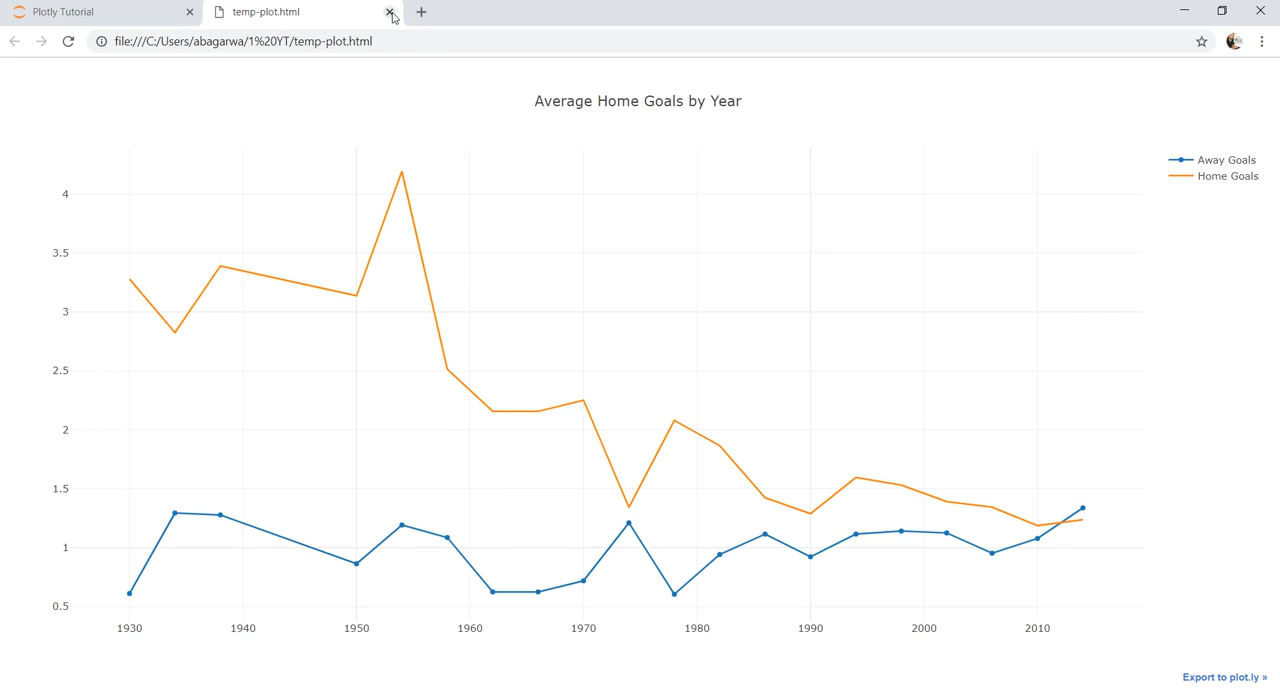 Plotly Tutorial
temp-plot.html
file:///C:/Users/abagarwa/1%20YT/temp-plot.html
Average Home Goals by Year
Away Goals
Home Goals
4
3.5
3
2.5
2
1.5
1
0.5
1930 1940 1950 1960 1970 1980 1990 2000 2010
Export to plot.ly »